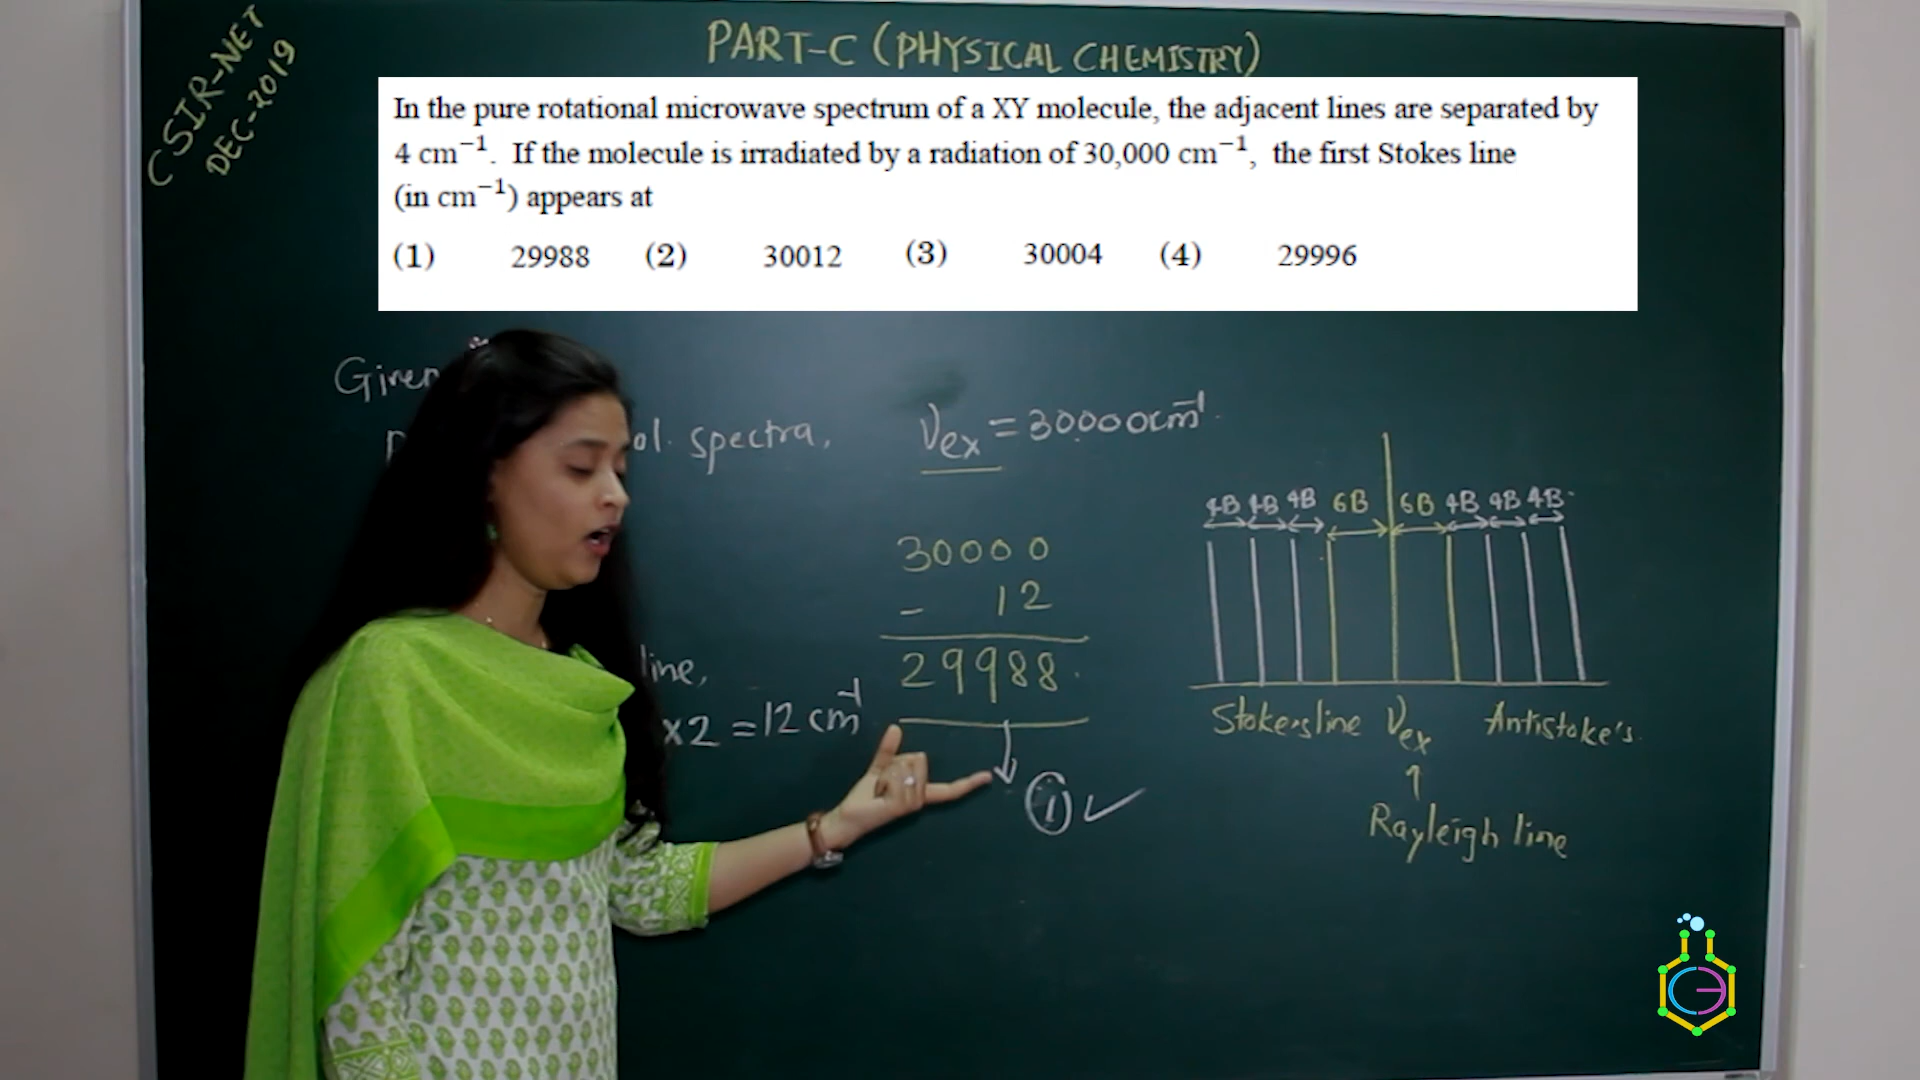 CSIR-NET
DEC-2019
PART-C (PHYSICAL CHEMISTRY)
In the pure rotational microwave spectrum of a XY molecule, the adjacent lines are separated by
4 cm⁻¹. If the molecule is irradiated by a radiation of 30,000 cm⁻¹, the first Stokes line
(in cm⁻¹) appears at
(1) 29988 (2) 30012 (3) 30004 (4) 29996
Given
spectra,
νex = 30000cm⁻¹.
30000
- 12
29988.
line,
x2 = 12 cm⁻¹
1 ✓
4B 4B 4B 6B 6B 4B 4B 4B
Stoke's line νex Antistoke's.
↑
Rayleigh line